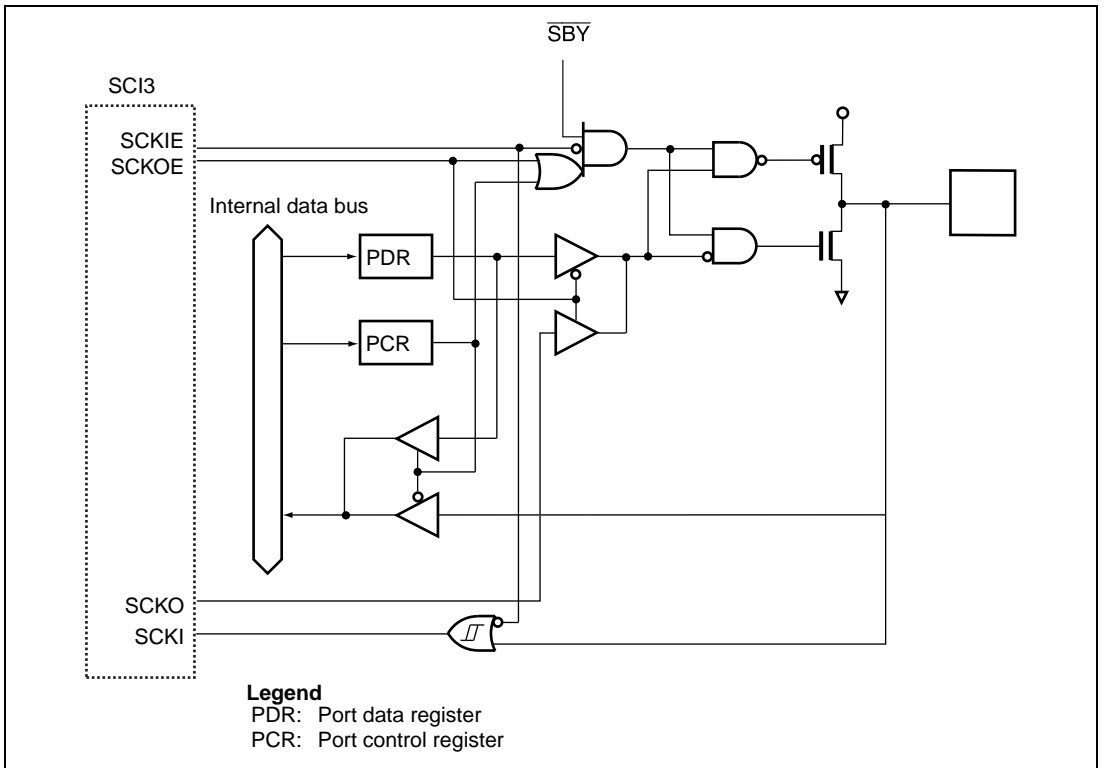 SBY
SCI3
SCKIE
SCKOE
Internal data bus
PDR
PCR
SCKO
SCKI
Legend
PDR: Port data register
PCR: Port control register